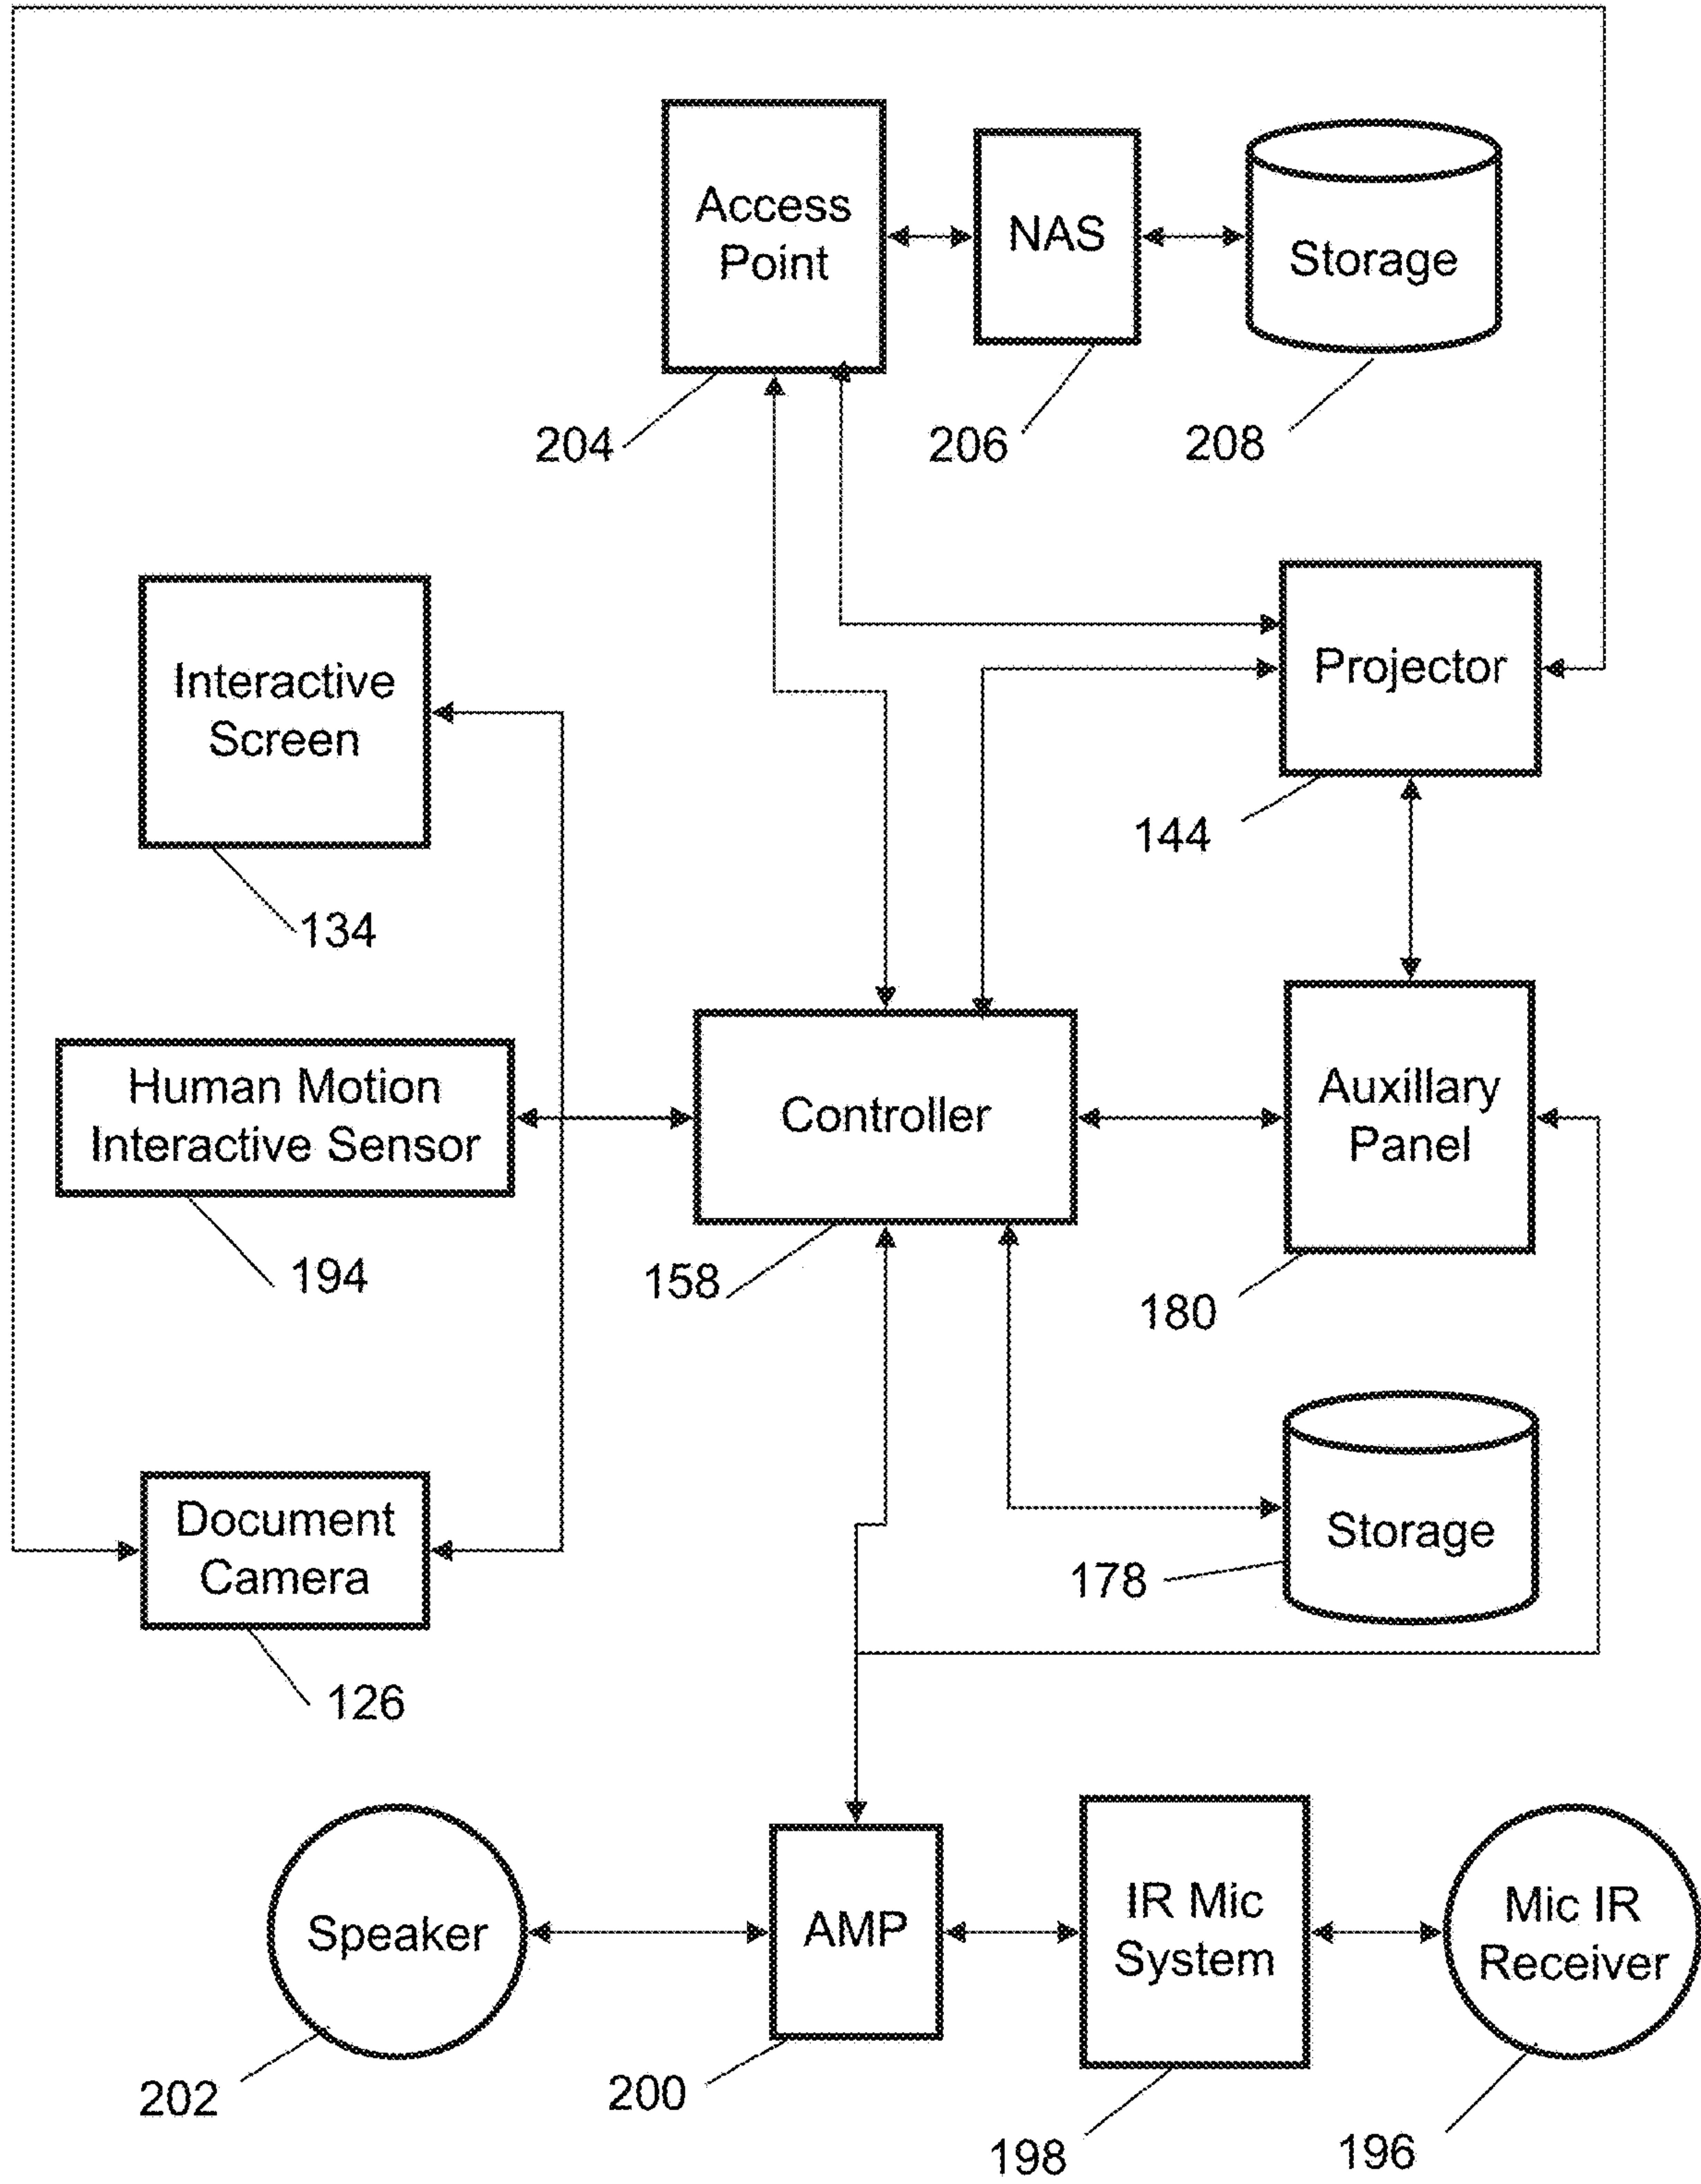 Access
Point
NAS
Storage
204
206
208
Interactive
Screen
Projector
134
144
Human Motion
Interactive Sensor
Controller
Auxillary
Panel
194
158
180
Document
Camera
Storage
178
126
Speaker
AMP
IR Mic
System
Mic IR
Receiver
202
200
198
196